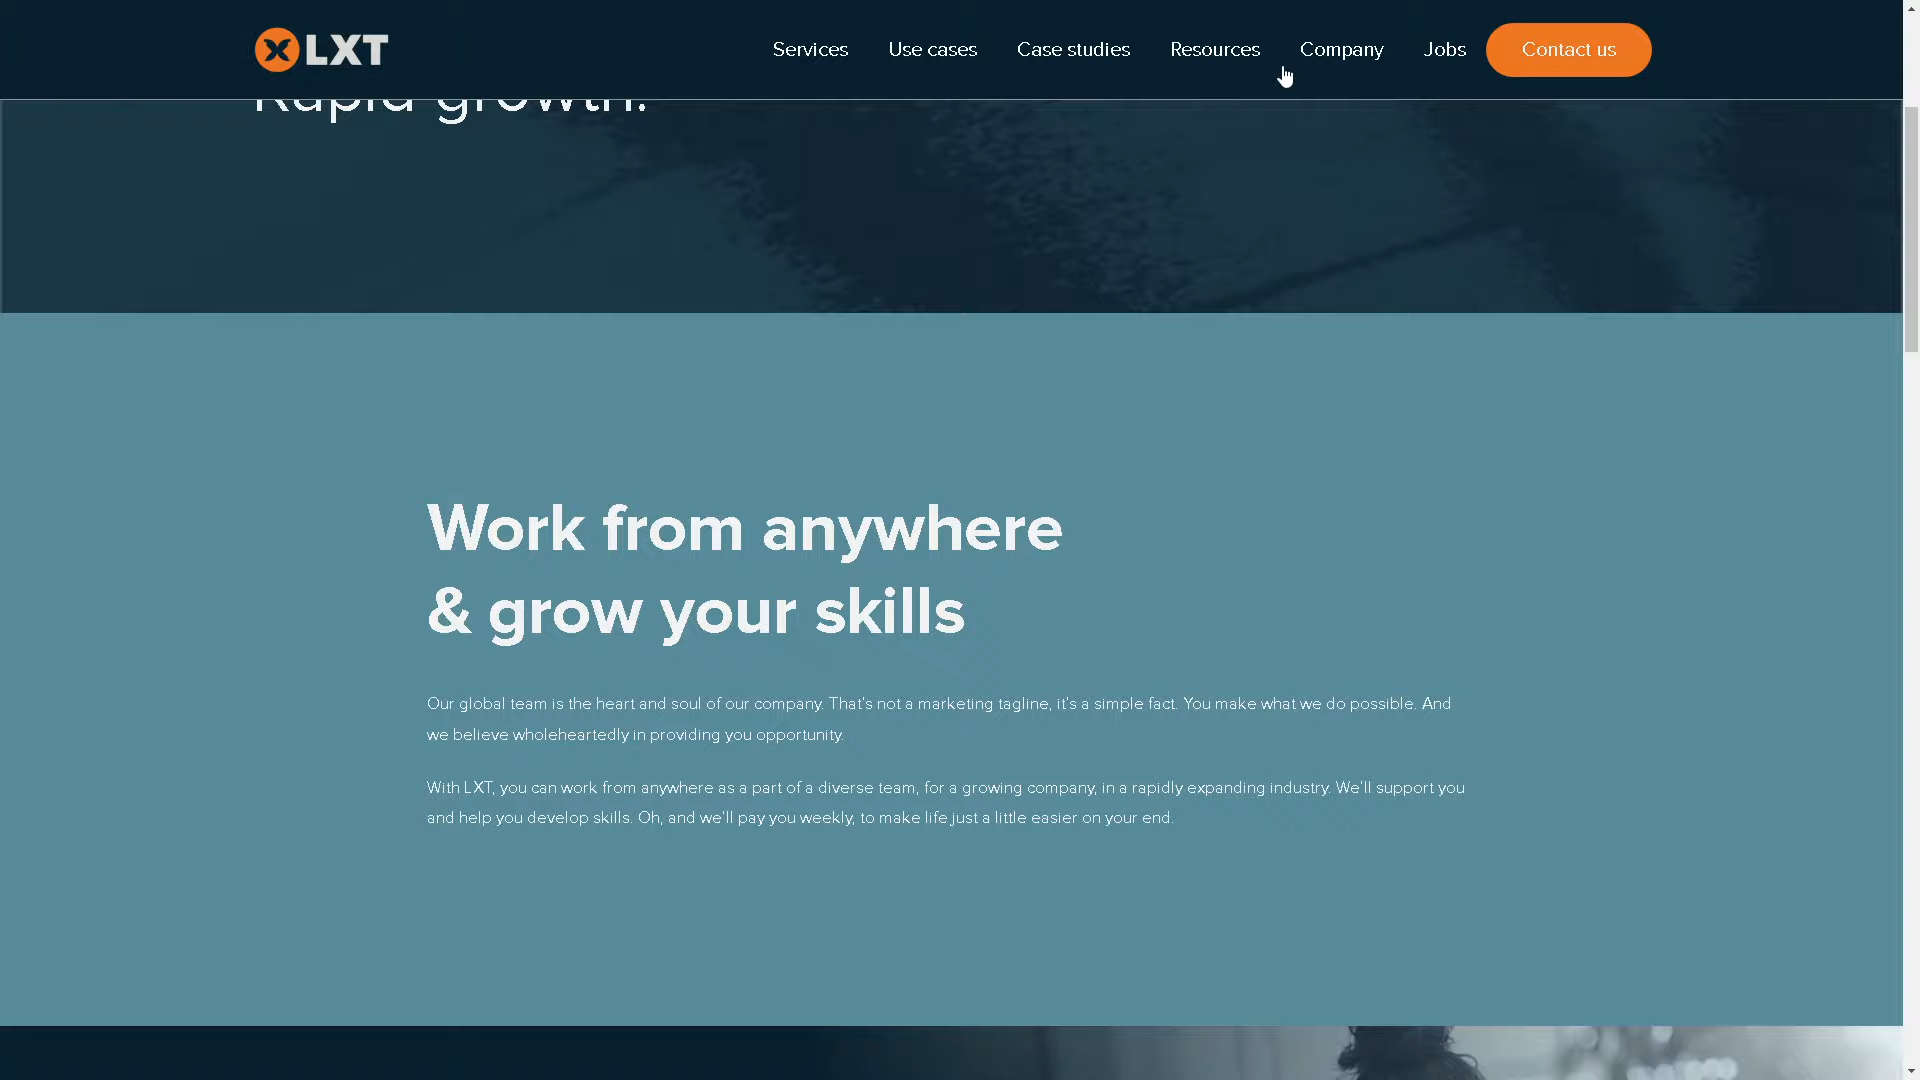 LXT
Services Use cases Case studies Resources Company Jobs Contact us
Rapid growth.
Work from anywhere
& grow your skills
Our global team is the heart and soul of our company. That's not a marketing tagline, it's a simple fact. You make what we do possible. And
we believe wholeheartedly in providing you opportunity.
With LXT, you can work from anywhere as a part of a diverse team, for a growing company, in a rapidly expanding industry. We'll support you
and help you develop skills. Oh, and we'll pay you weekly, to make life just a little easier on your end.